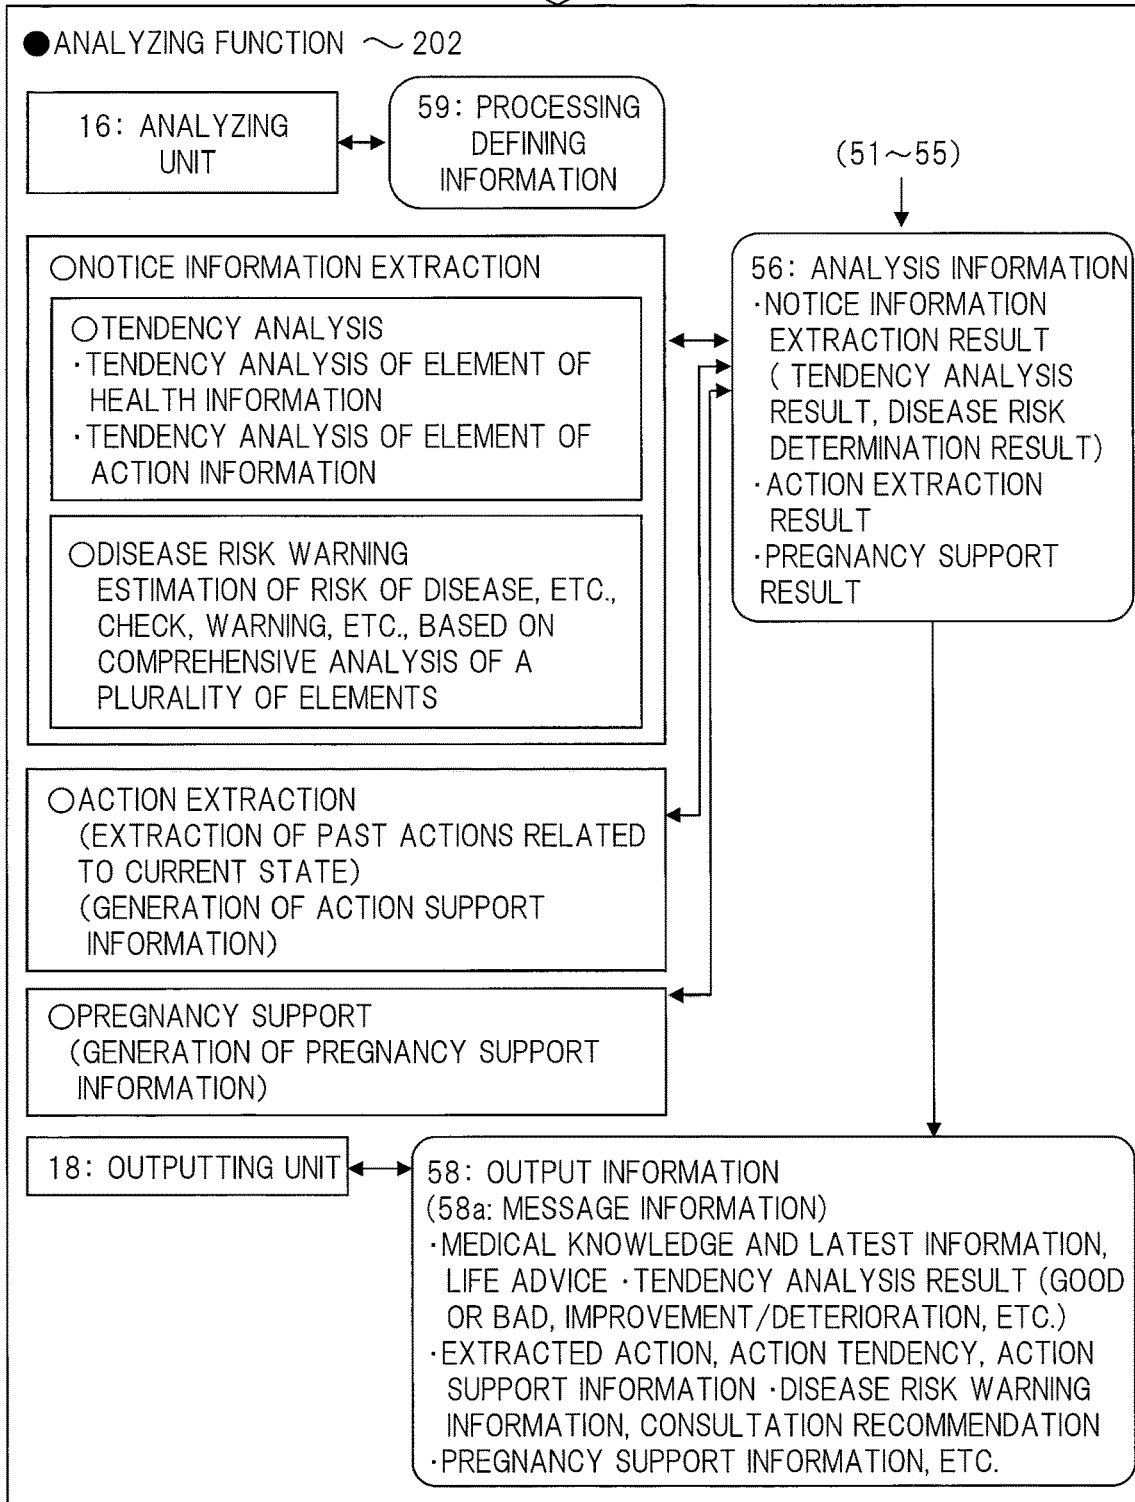 ●ANALYZING FUNCTION ～202
16: ANALYZING
UNIT
59: PROCESSING
DEFINING
INFORMATION
(51～55)
○NOTICE INFORMATION EXTRACTION
○TENDENCY ANALYSIS
·TENDENCY ANALYSIS OF ELEMENT OF
HEALTH INFORMATION
·TENDENCY ANALYSIS OF ELEMENT OF
ACTION INFORMATION
○DISEASE RISK WARNING
ESTIMATION OF RISK OF DISEASE, ETC.,
CHECK, WARNING, ETC., BASED ON
COMPREHENSIVE ANALYSIS OF A
PLURALITY OF ELEMENTS
56: ANALYSIS INFORMATION
·NOTICE INFORMATION
EXTRACTION RESULT
( TENDENCY ANALYSIS
RESULT, DISEASE RISK
DETERMINATION RESULT)
·ACTION EXTRACTION
RESULT
·PREGNANCY SUPPORT
RESULT
○ACTION EXTRACTION
(EXTRACTION OF PAST ACTIONS RELATED
TO CURRENT STATE)
(GENERATION OF ACTION SUPPORT
INFORMATION)
○PREGNANCY SUPPORT
(GENERATION OF PREGNANCY SUPPORT
INFORMATION)
18: OUTPUTTING UNIT
58: OUTPUT INFORMATION
(58a: MESSAGE INFORMATION)
·MEDICAL KNOWLEDGE AND LATEST INFORMATION,
LIFE ADVICE ·TENDENCY ANALYSIS RESULT (GOOD
OR BAD, IMPROVEMENT/DETERIORATION, ETC.)
·EXTRACTED ACTION, ACTION TENDENCY, ACTION
SUPPORT INFORMATION ·DISEASE RISK WARNING
INFORMATION, CONSULTATION RECOMMENDATION
·PREGNANCY SUPPORT INFORMATION, ETC.